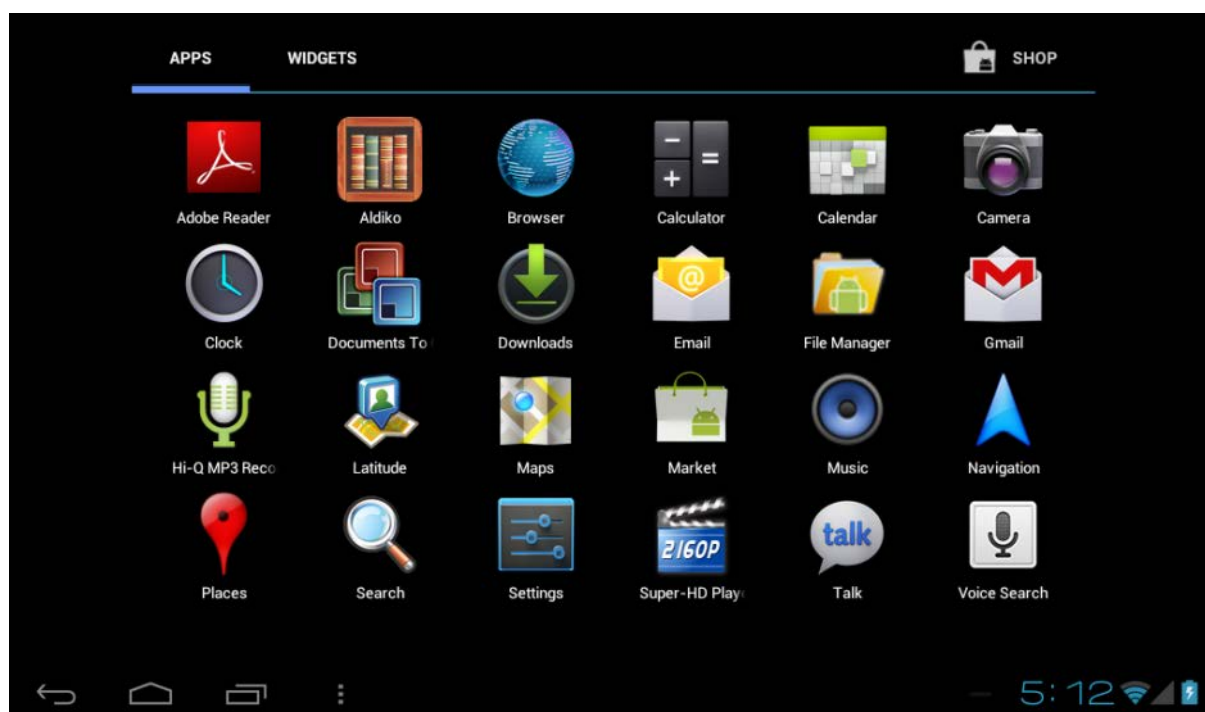 APPS WIDGETS SHOP
Adobe Reader Aldiko Browser Calculator Calendar Camera
@
Clock Documents To Downloads Email File Manager Gmail
Hi-Q MP3 Reco Latitude Maps Market Music Navigation
2160P talk
Places Search Settings Super-HD Play Talk Voice Search
5:12